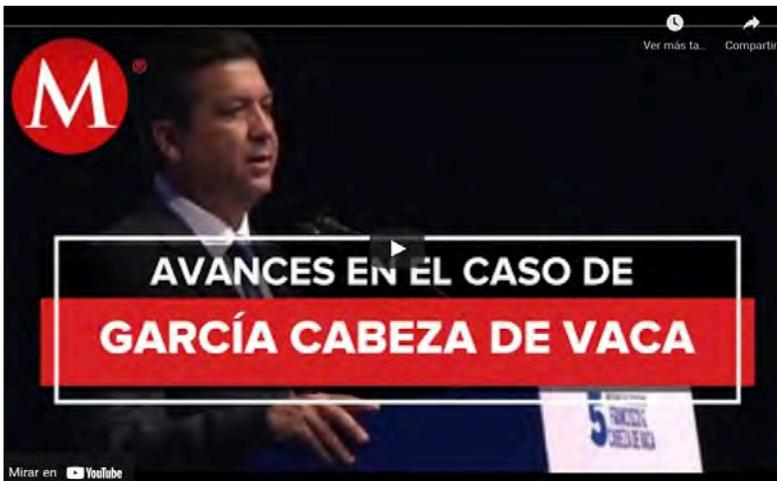 M®
Ver más ta...
Compartir
AVANCES EN EL CASO DE
GARCÍA CABEZA DE VACA
5
FRANCISCO G.
CABEZA DE VACA
Mirar en YouTube